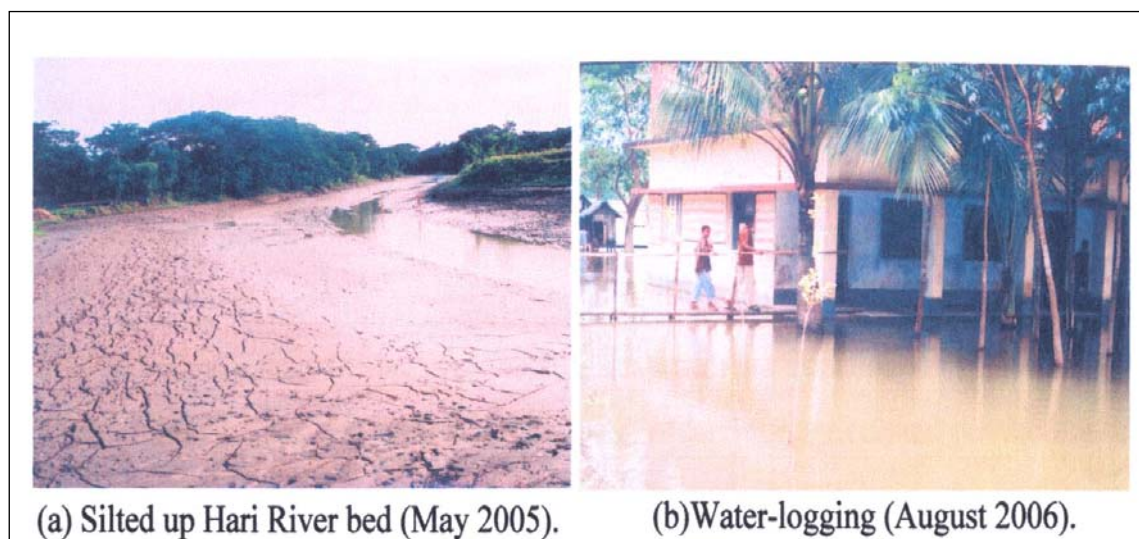 (a) Silted up Hari River bed (May 2005).
(b)Water-logging (August 2006).